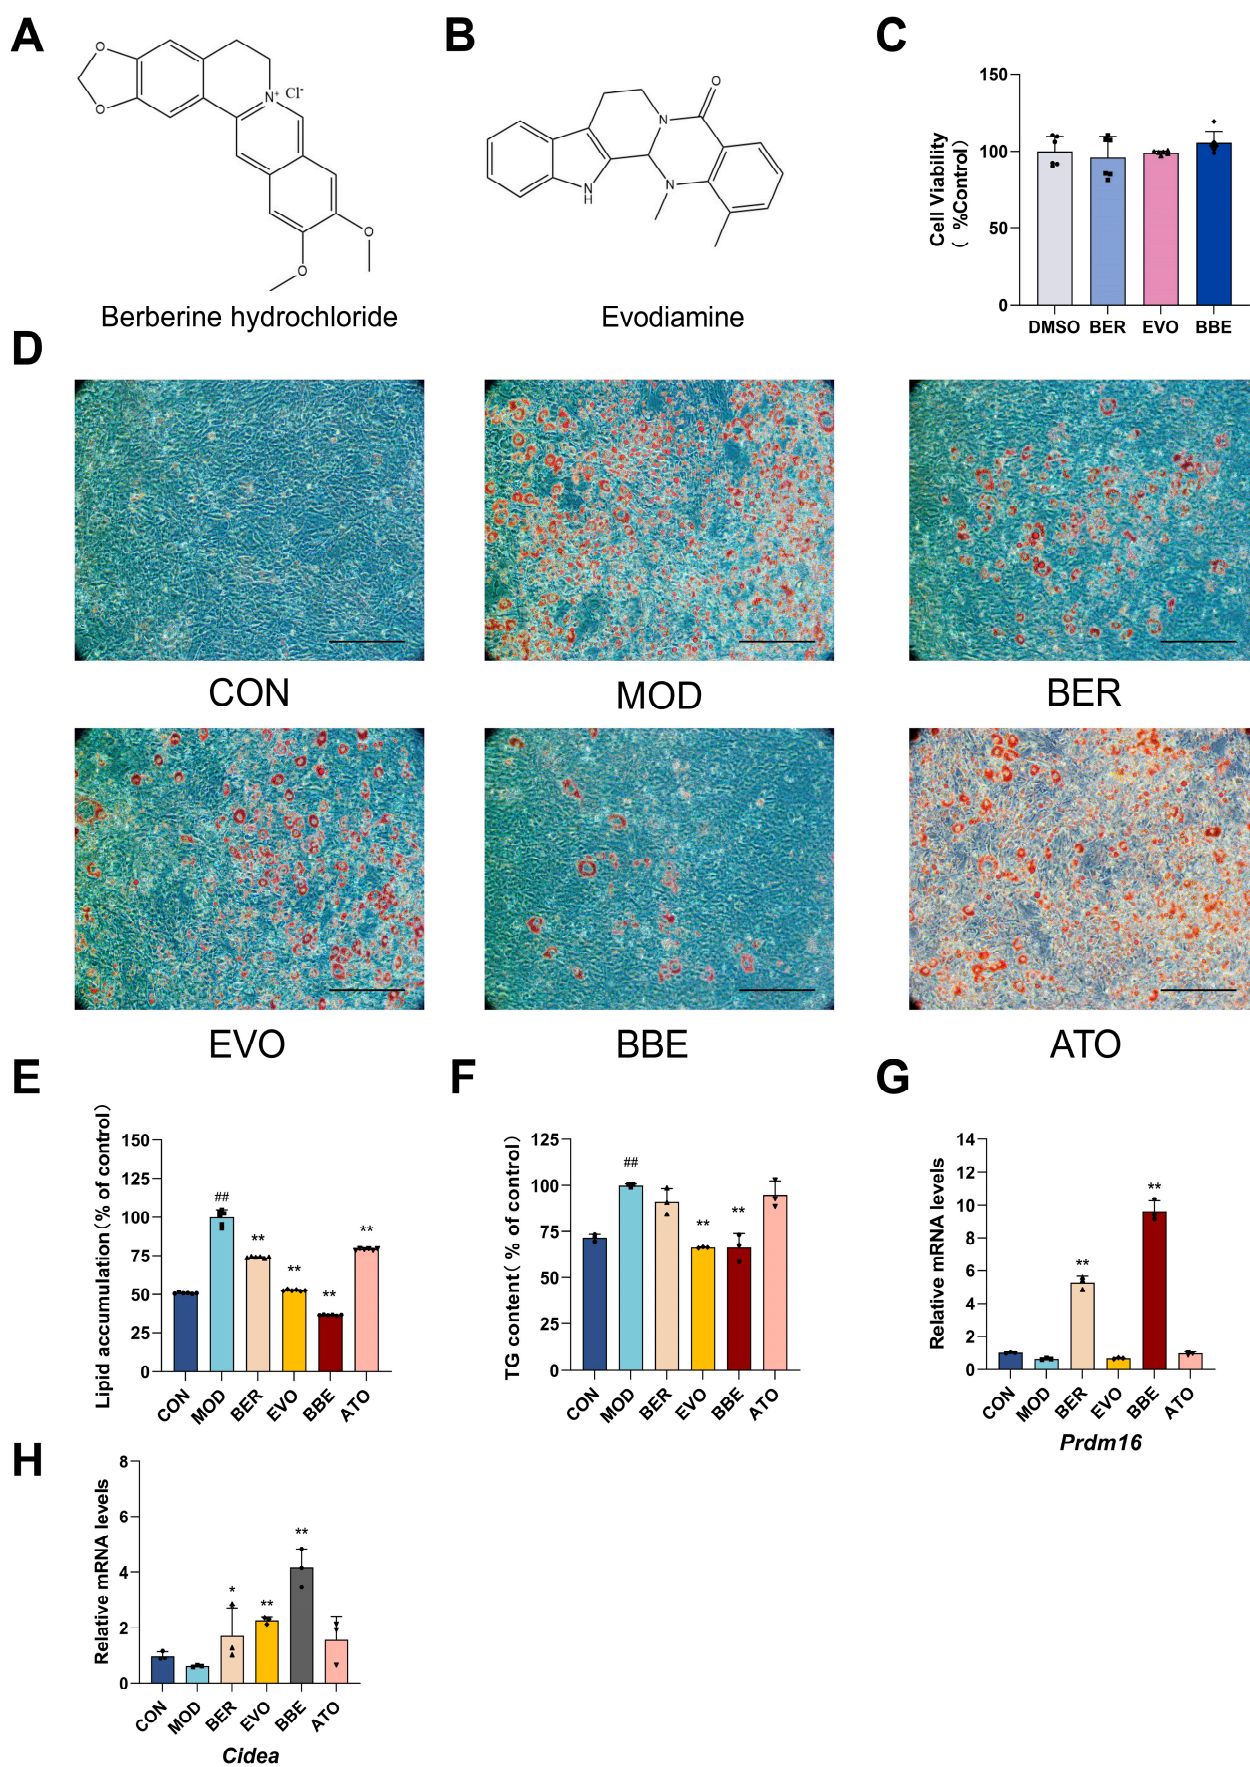 A
B
C
O
O
N⁺ Cl⁻
O
O
Berberine hydrochloride
O
N
N
N
H
Evodiamine
Cell Viability
( %Control)
150
100
50
0
DMSO BER EVO BBE
D
CON
MOD
BER
EVO
BBE
ATO
E
Lipid accumulation(% of control)
150
125
100
75
50
25
0
##
**
**
**
**
CON MOD BER EVO BBE ATO
F
TG content(% of control)
125
100
75
50
25
0
##
**
**
CON MOD BER EVO BBE ATO
G
Relative mRNA levels
14
12
10
8
6
4
2
0
**
**
CON MOD BER EVO BBE ATO
Prdm16
H
Relative mRNA levels
8
6
4
2
0
*
**
**
CON MOD BER EVO BBE ATO
Cidea